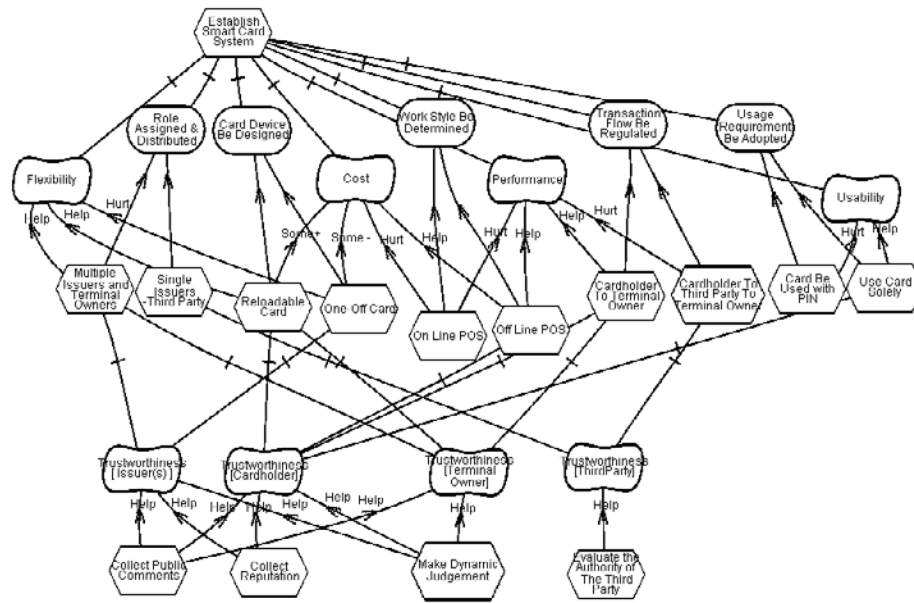 Establish
Smart Card
System
Role
Assigned &
Distributed
Card Device
Be Designed
Work Style Be
Determined
Transaction
Flow Be
Regulated
Usage
Requirement
Be Adopted
Flexibility
Cost
Performance
Usability
Help
Help
Hurt
Hurt
Some+
Some -
Hurt
Help
Hurt
Help
Help
Hurt
Hurt
Help
Multiple
Issuers and
Terminal
Owners
Single
Issuers
-Third Party
Reloadable
Card
One-Off Card
On Line POS
Off Line POS
Cardholder
To Terminal
Owner
Cardholder To
Third Party To
Terminal Owner
Card Be
Used with
PIN
Use Card
Solely
Trustworthiness
[ Issuer(s) ]
Trustworthiness
[Cardholder]
Trustworthiness
[Terminal
Owner]
Trustworthiness
[ThirdParty]
Help
Help
Help
Help
Help
Help
Help
Help
Help
Help
Collect Public
Comments
Collect
Reputation
Make Dynamic
Judgement
Evaluate the
Authority of
The Third
Party